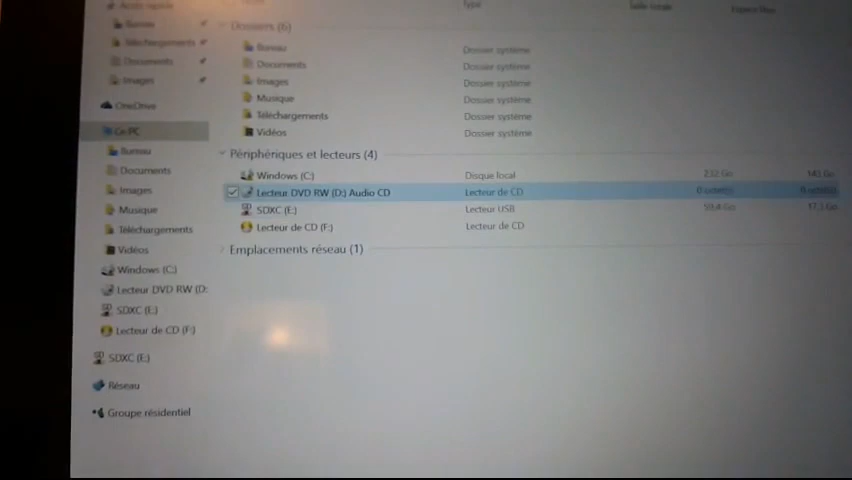 Accès rapide
Bureau
Téléchargements
Documents
Images
OneDrive
Ce PC
Bureau
Documents
Images
Musique
Téléchargements
Vidéos
Windows (C:)
Lecteur DVD RW (D:
SDXC (E:)
Lecteur de CD (F:)
SDXC (E:)
Réseau
Groupe résidentiel
Type Taille totale Espace libre
Dossiers (6)
Bureau Dossier système
Documents Dossier système
Images Dossier système
Musique Dossier système
Téléchargements Dossier système
Vidéos Dossier système
Périphériques et lecteurs (4)
Windows (C:) Disque local 232 Go 143 Go
Lecteur DVD RW (D:) Audio CD Lecteur de CD 0 octet(s) 0 octet(s)
SDXC (E:) Lecteur USB 59,4 Go 17,3 Go
Lecteur de CD (F:) Lecteur de CD
Emplacements réseau (1)